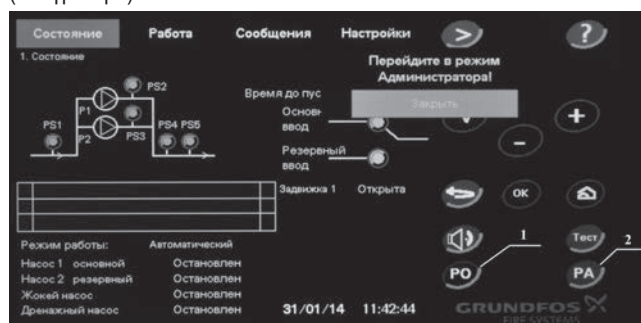 Состояние Работа Сообщения Настройки > ?
1. Состояние
Перейдите в режим
Администратора!
Закрыть
PS2
Время до пус
P1
Основн
ввод
+
PS1 P2 PS3 PS4 PS5
-
Резервный
ввод
Задвижка 1 Открыта
OK
Режим работы: Автоматический
1
Тест
2
Насос 1 основной Остановлен
Насос 2 резервный Остановлен
PO
PA
Жокей насос Остановлен
Дренажный насос Остановлен
31/01/14 11:42:44
GRUNDFOS
FIRE SYSTEMS